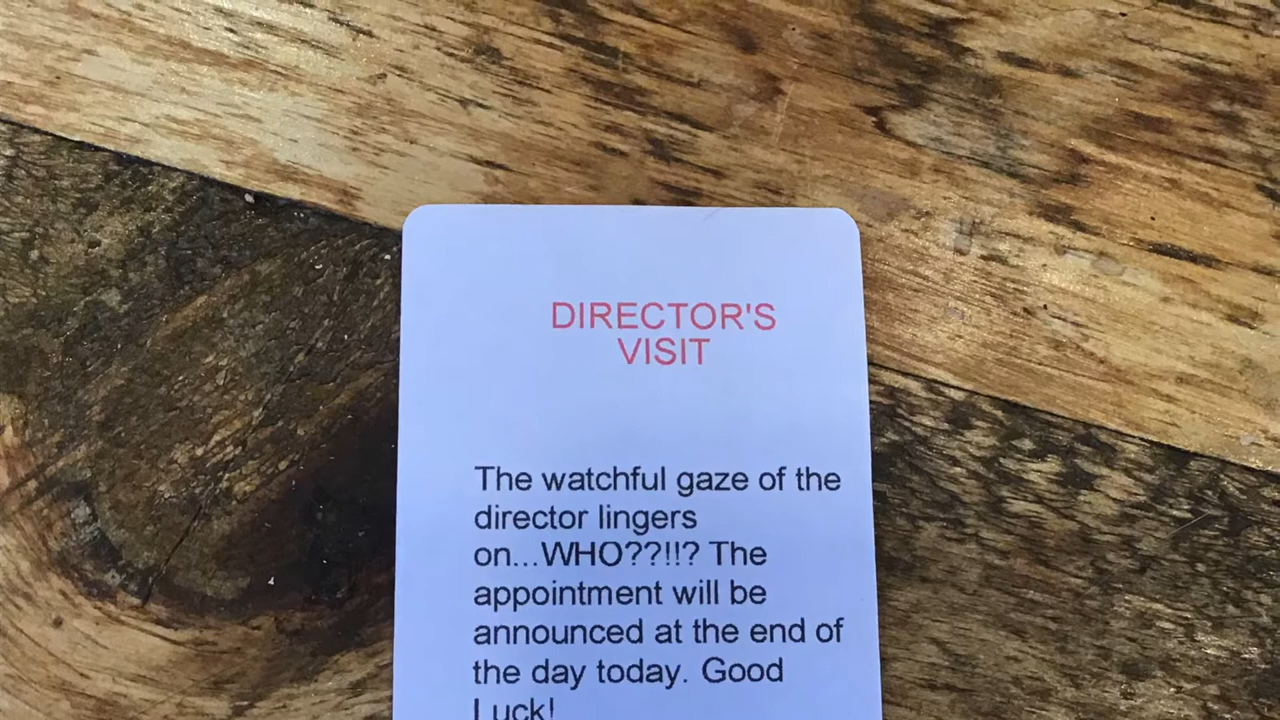 DIRECTOR'S
VISIT
The watchful gaze of the
director lingers
on...WHO??!!? The
appointment will be
announced at the end of
the day today. Good
Luck!